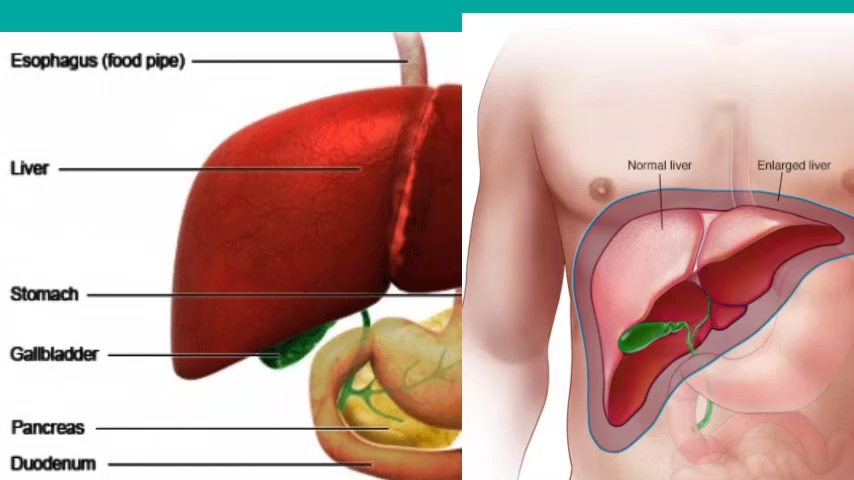 Esophagus (food pipe)
Liver
Stomach
Gallbladder
Pancreas
Duodenum
Normal liver
Enlarged liver